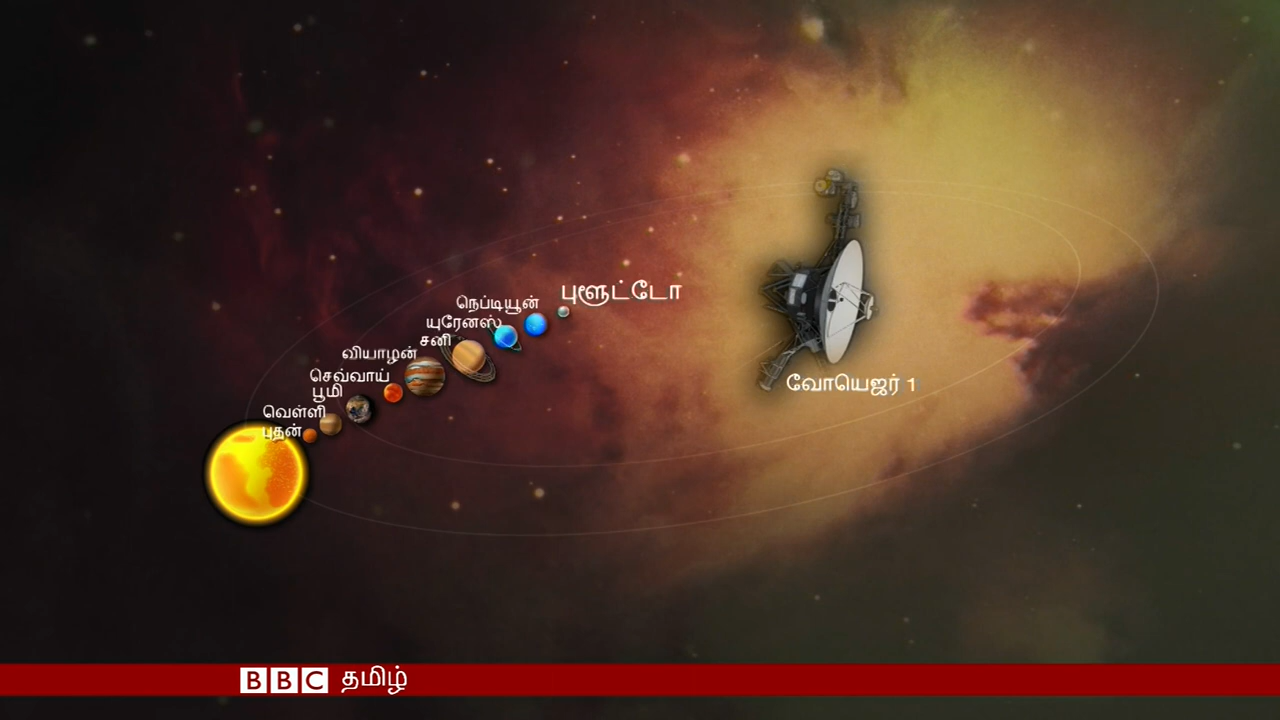 புளூட்டோ
நெப்டியூன்
யுரேனஸ்
சனி
வியாழன்
செவ்வாய்
பூமி
வெள்ளி
புதன்
வோயெஜர் 1
BBC தமிழ்